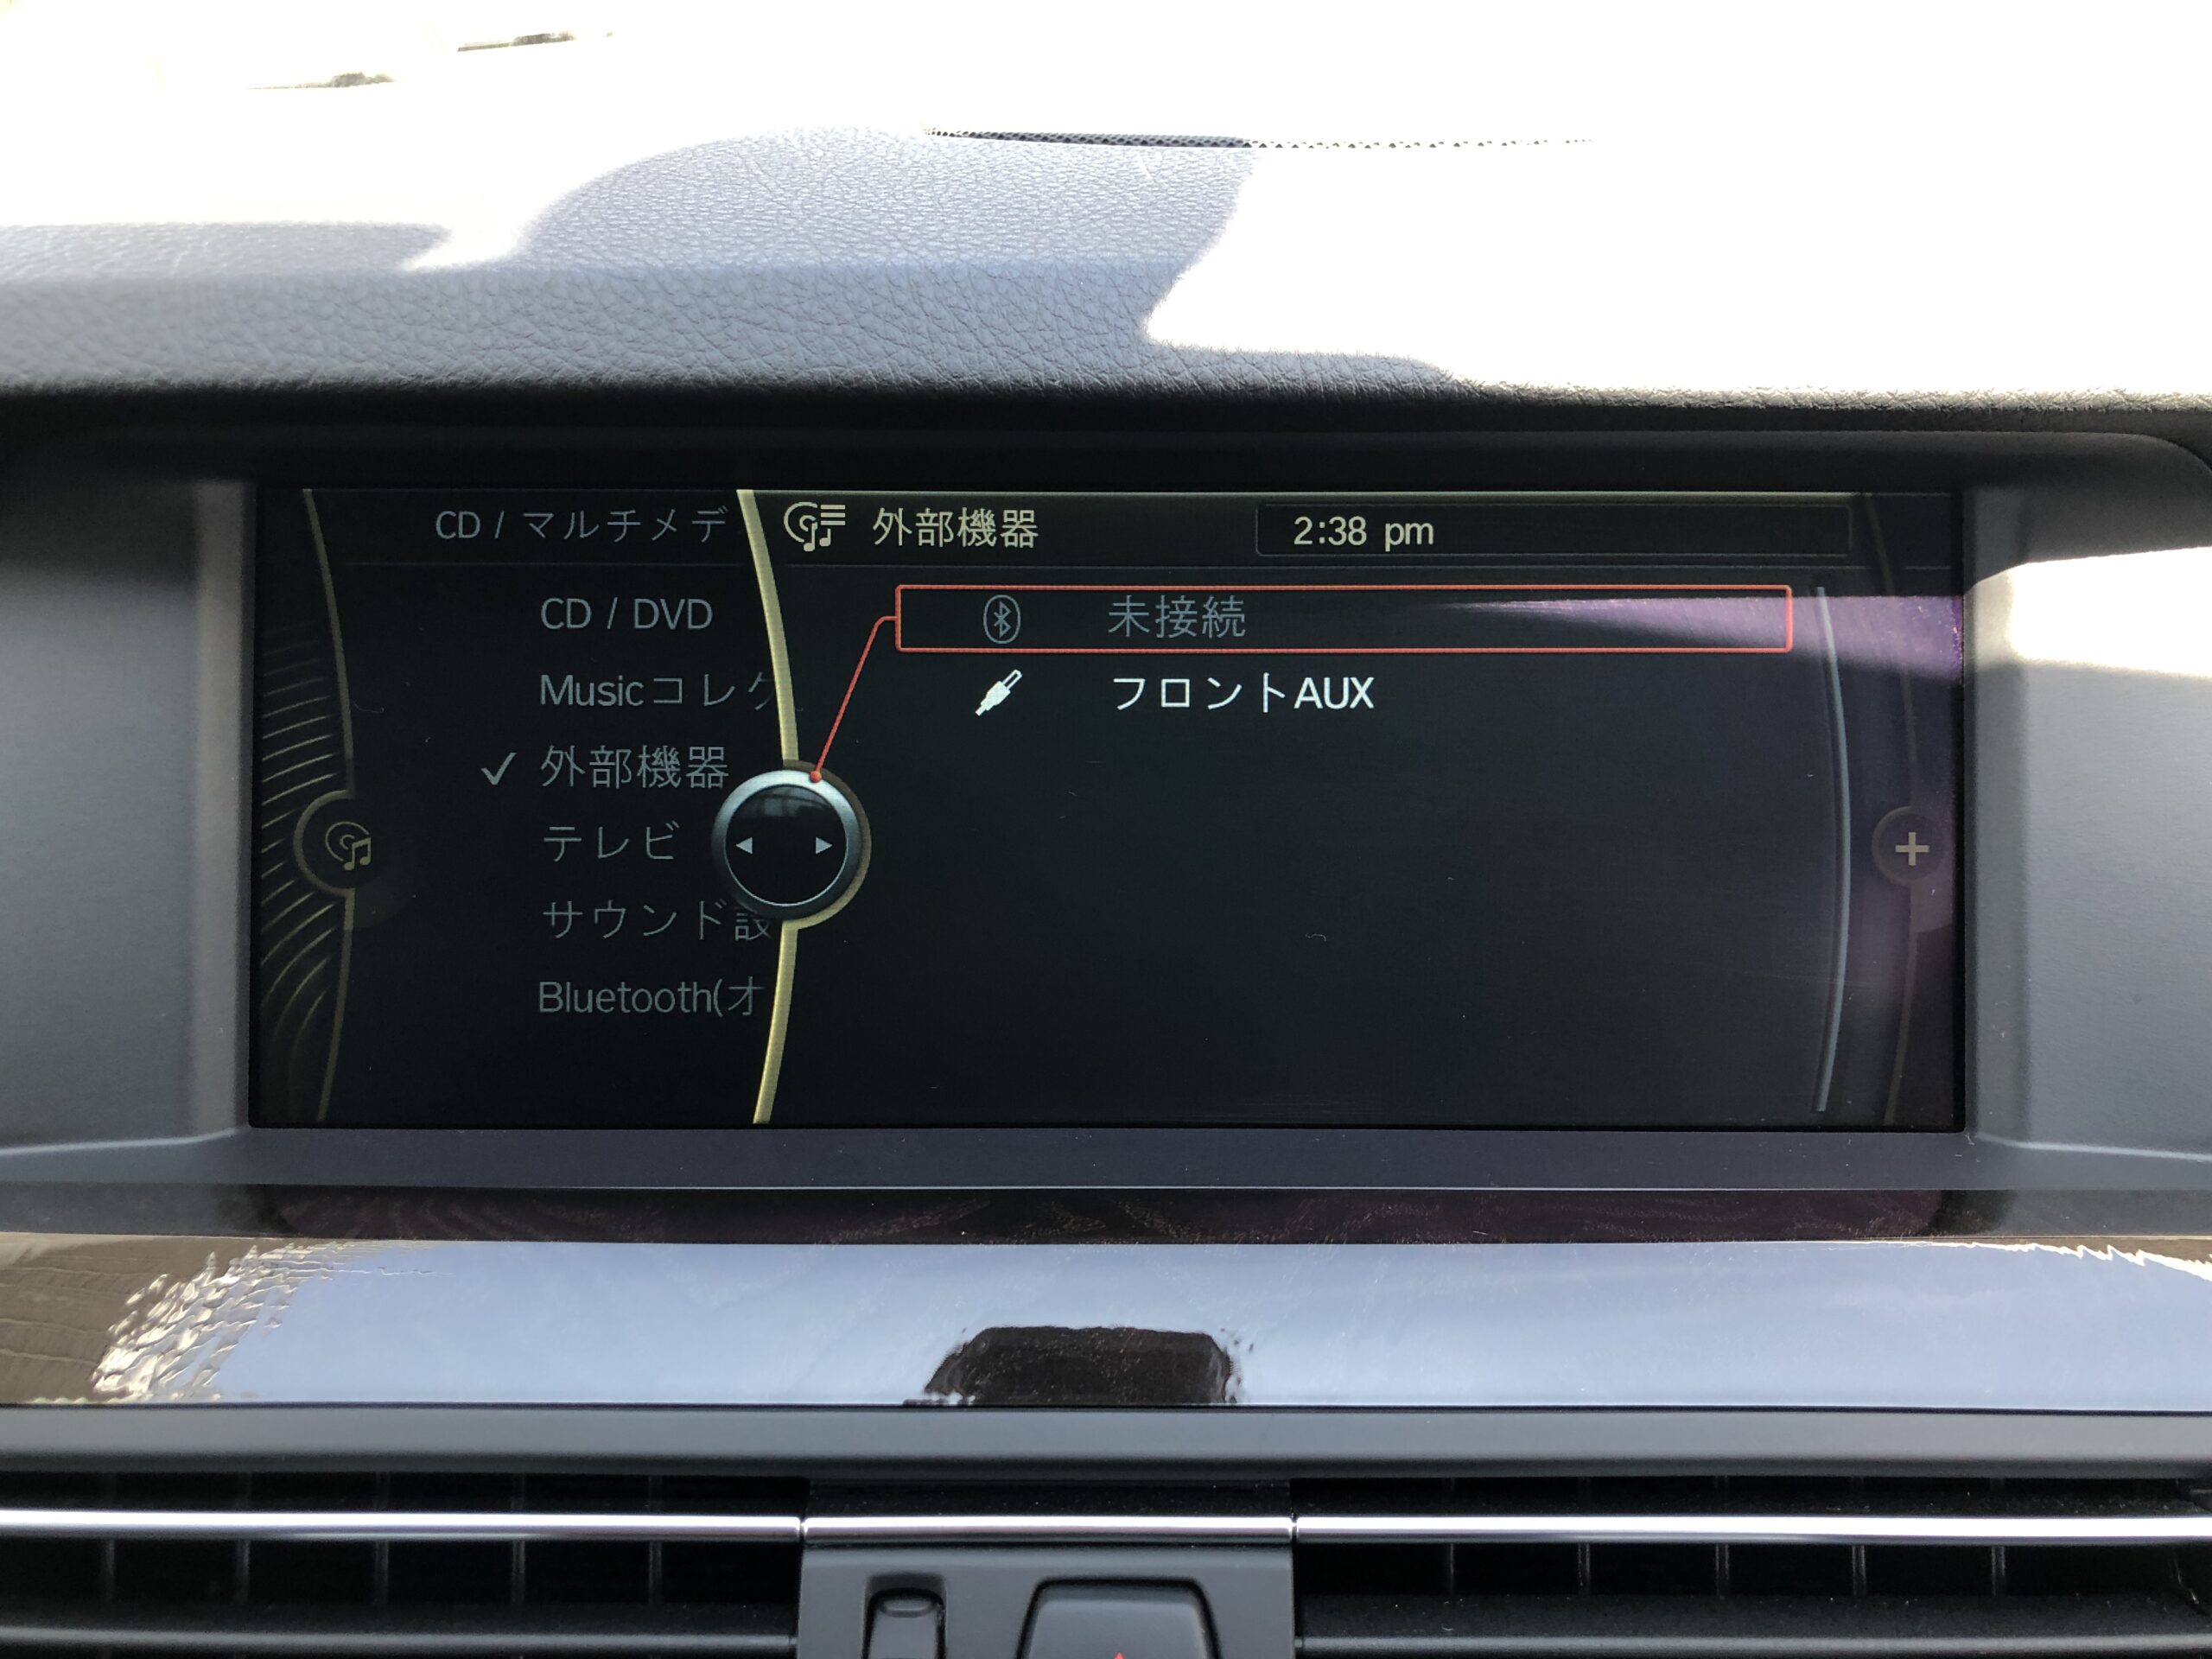 CD / マルチメデ
外部機器
2:38 pm
CD / DVD
Musicコレク
外部機器
テレビ
サウンド設
Bluetooth(オ
未接続
フロントAUX